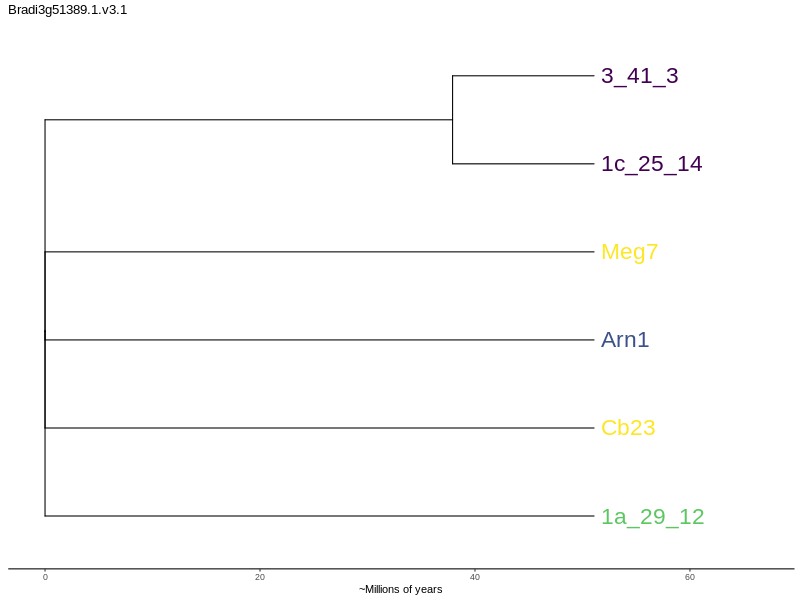 Bradi3g51389.1.v3.1
3_41_3
1c_25_14
Meg7
Arn1
Cb23
1a_29_12
0 20 40 60
~Millions of years